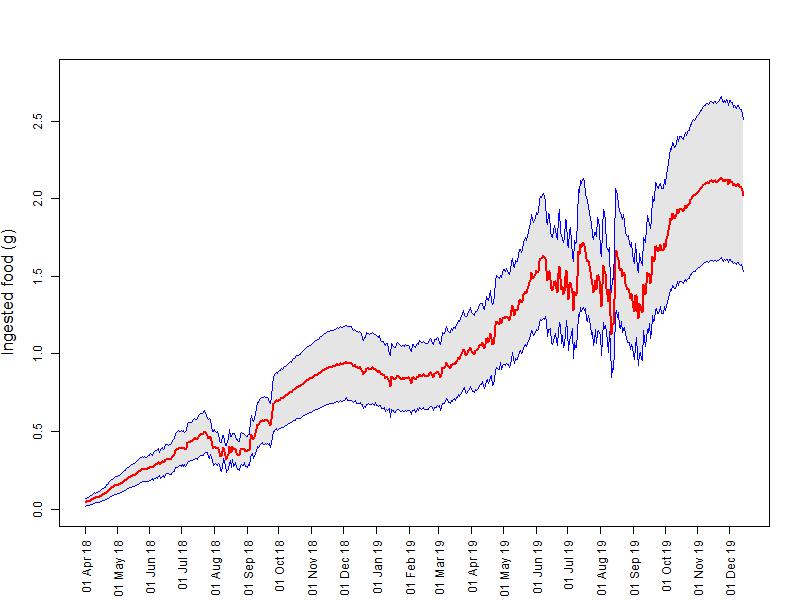 Ingested food (g)
2.5
2.0
1.5
1.0
0.5
0.0
01 Apr 18
01 May 18
01 Jun 18
01 Jul 18
01 Aug 18
01 Sep 18
01 Oct 18
01 Nov 18
01 Dec 18
01 Jan 19
01 Feb 19
01 Mar 19
01 Apr 19
01 May 19
01 Jun 19
01 Jul 19
01 Aug 19
01 Sep 19
01 Oct 19
01 Nov 19
01 Dec 19